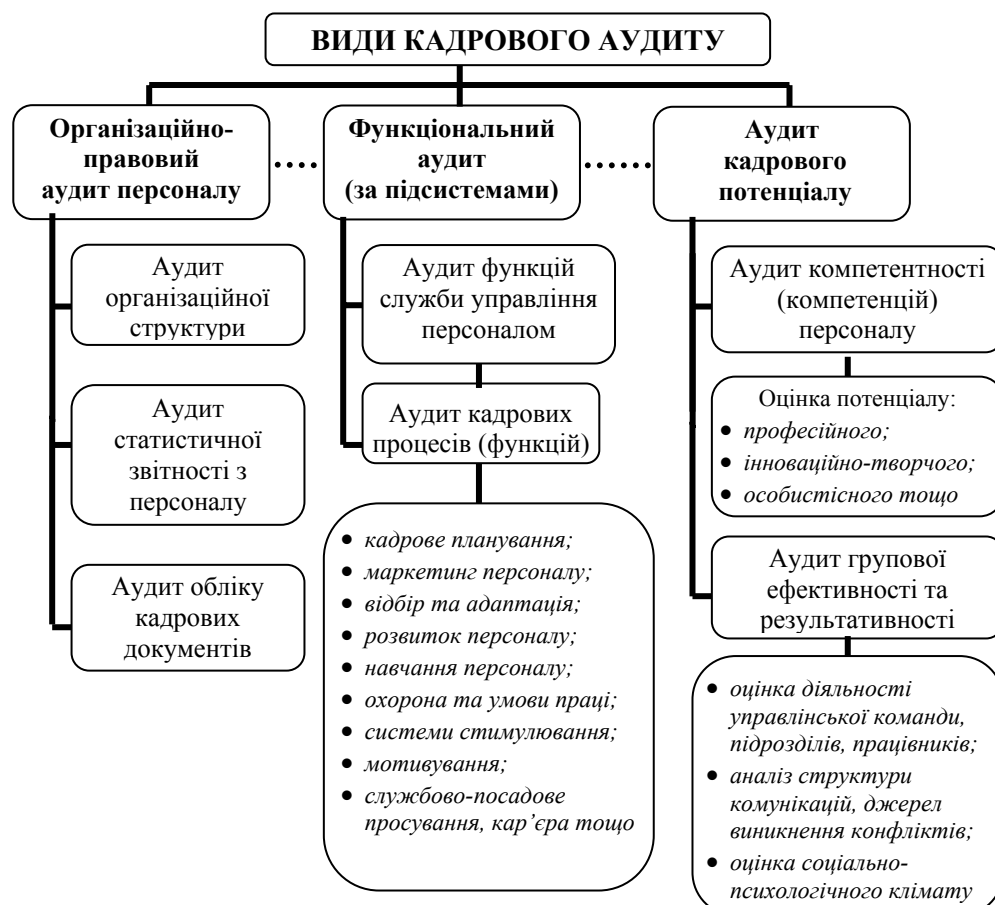 ВИДИ КАДРОВОГО АУДИТУ
Організаційно-
правовий
аудит персоналу
Аудит
організаційної
структури
Аудит
статистичної
звітності з
персоналу
Аудит обліку
кадрових
документів
Функціональний
аудит
(за підсистемами)
Аудит функцій
служби управління
персоналом
Аудит кадрових
процесів (функцій)
• кадрове планування;
• маркетинг персоналу;
• відбір та адаптація;
• розвиток персоналу;
• навчання персоналу;
• охорона та умови праці;
• системи стимулювання;
• мотивування;
• службово-посадове
просування, кар’єра тощо
Аудит
кадрового
потенціалу
Аудит компетентності
(компетенцій)
персоналу
Оцінка потенціалу:
• професійного;
• інноваційно-творчого;
• особистісного тощо
Аудит групової
ефективності та
результативності
• оцінка діяльності
управлінської команди,
підрозділів, працівників;
• аналіз структури
комунікацій, джерел
виникнення конфліктів;
• оцінка соціально-
психологічного клімату